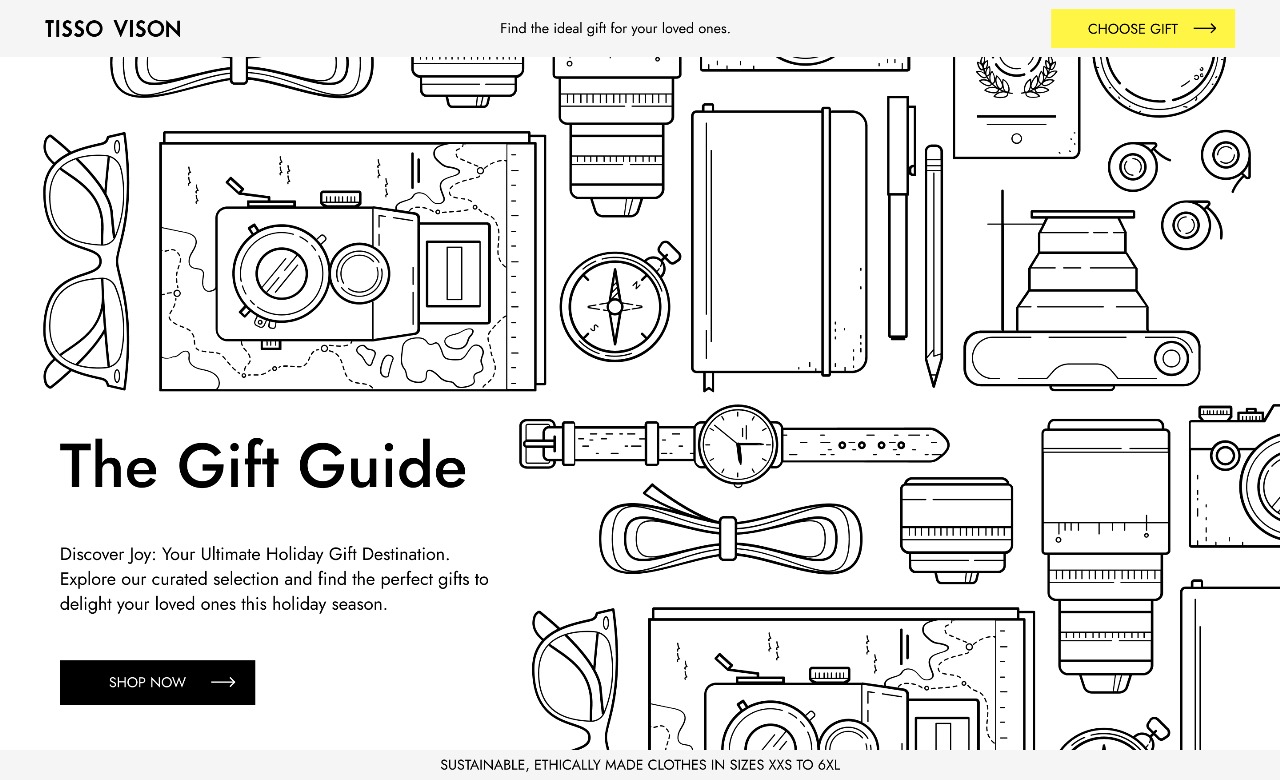 TISSO VISON
Find the ideal gift for your loved ones.
CHOOSE GIFT
N
S
The Gift Guide
Discover Joy: Your Ultimate Holiday Gift Destination.
Explore our curated selection and find the perfect gifts to
delight your loved ones this holiday season.
SHOP NOW
SUSTAINABLE, ETHICALLY MADE CLOTHES IN SIZES XXS TO 6XL